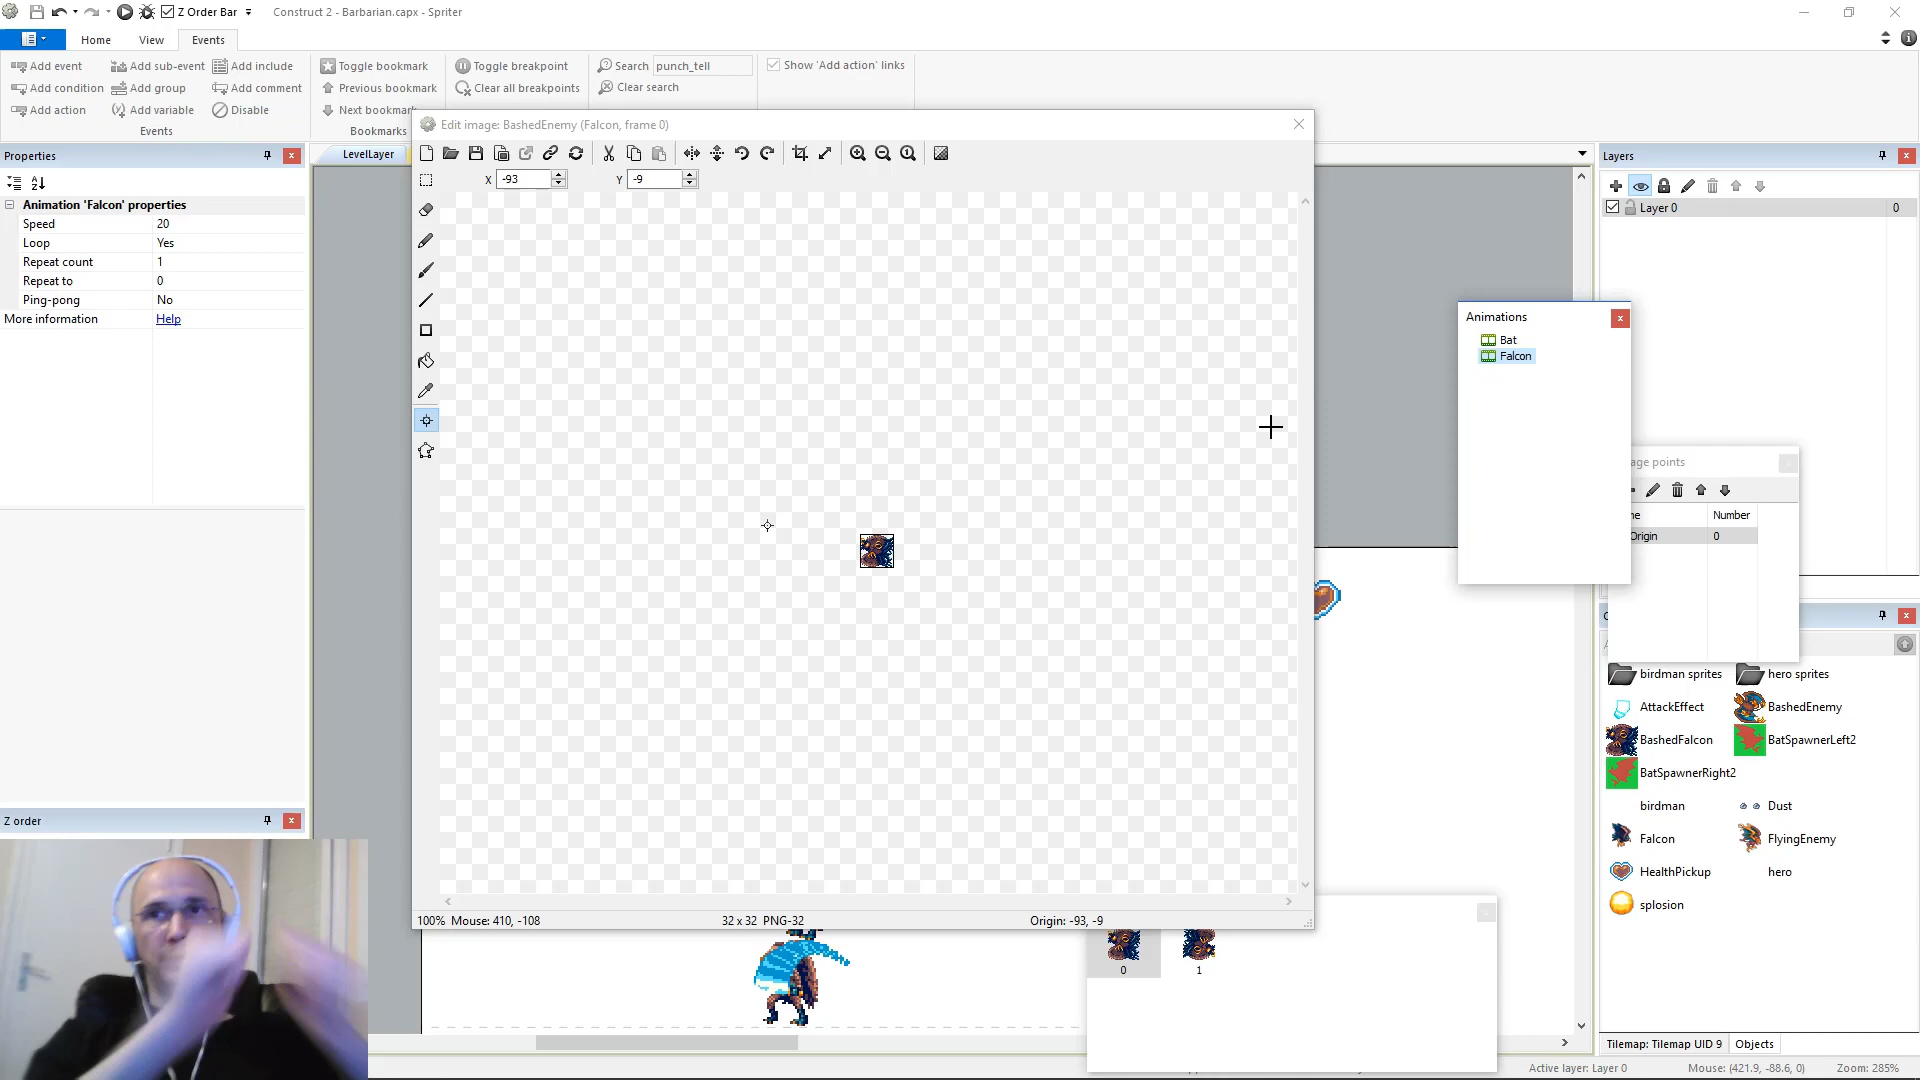 Z Order Bar
Construct 2 - Barbarian.capx - Spriter
Home
View
Events
Add event
Add sub-event
Add include
Add condition
Add group
Add comment
Add action
Add variable
Disable
Events
Toggle bookmark
Previous bookmark
Next bookmark
Bookmarks
Toggle breakpoint
Clear all breakpoints
Search
punch_tell
Clear search
Show 'Add action' links
Properties
Animation 'Falcon' properties
Speed 20
Loop Yes
Repeat count 1
Repeat to 0
Ping-pong No
More information Help
Z order
LevelLayer
Edit image: BashedEnemy (Falcon, frame 0)
X -93
Y -9
100% Mouse: 410, -108
32 x 32 PNG-32
Origin: -93, -9
Animations
Bat
Falcon
age points
Number
Origin 0
0
1
Layers
Layer 0 0
birdman sprites
hero sprites
AttackEffect
BashedEnemy
BashedFalcon
BatSpawnerLeft2
BatSpawnerRight2
birdman
Dust
Falcon
FlyingEnemy
HealthPickup
hero
splosion
Tilemap: Tilemap UID 9
Objects
Active layer: Layer 0
Mouse: (421.9, -88.6, 0)
Zoom: 285%